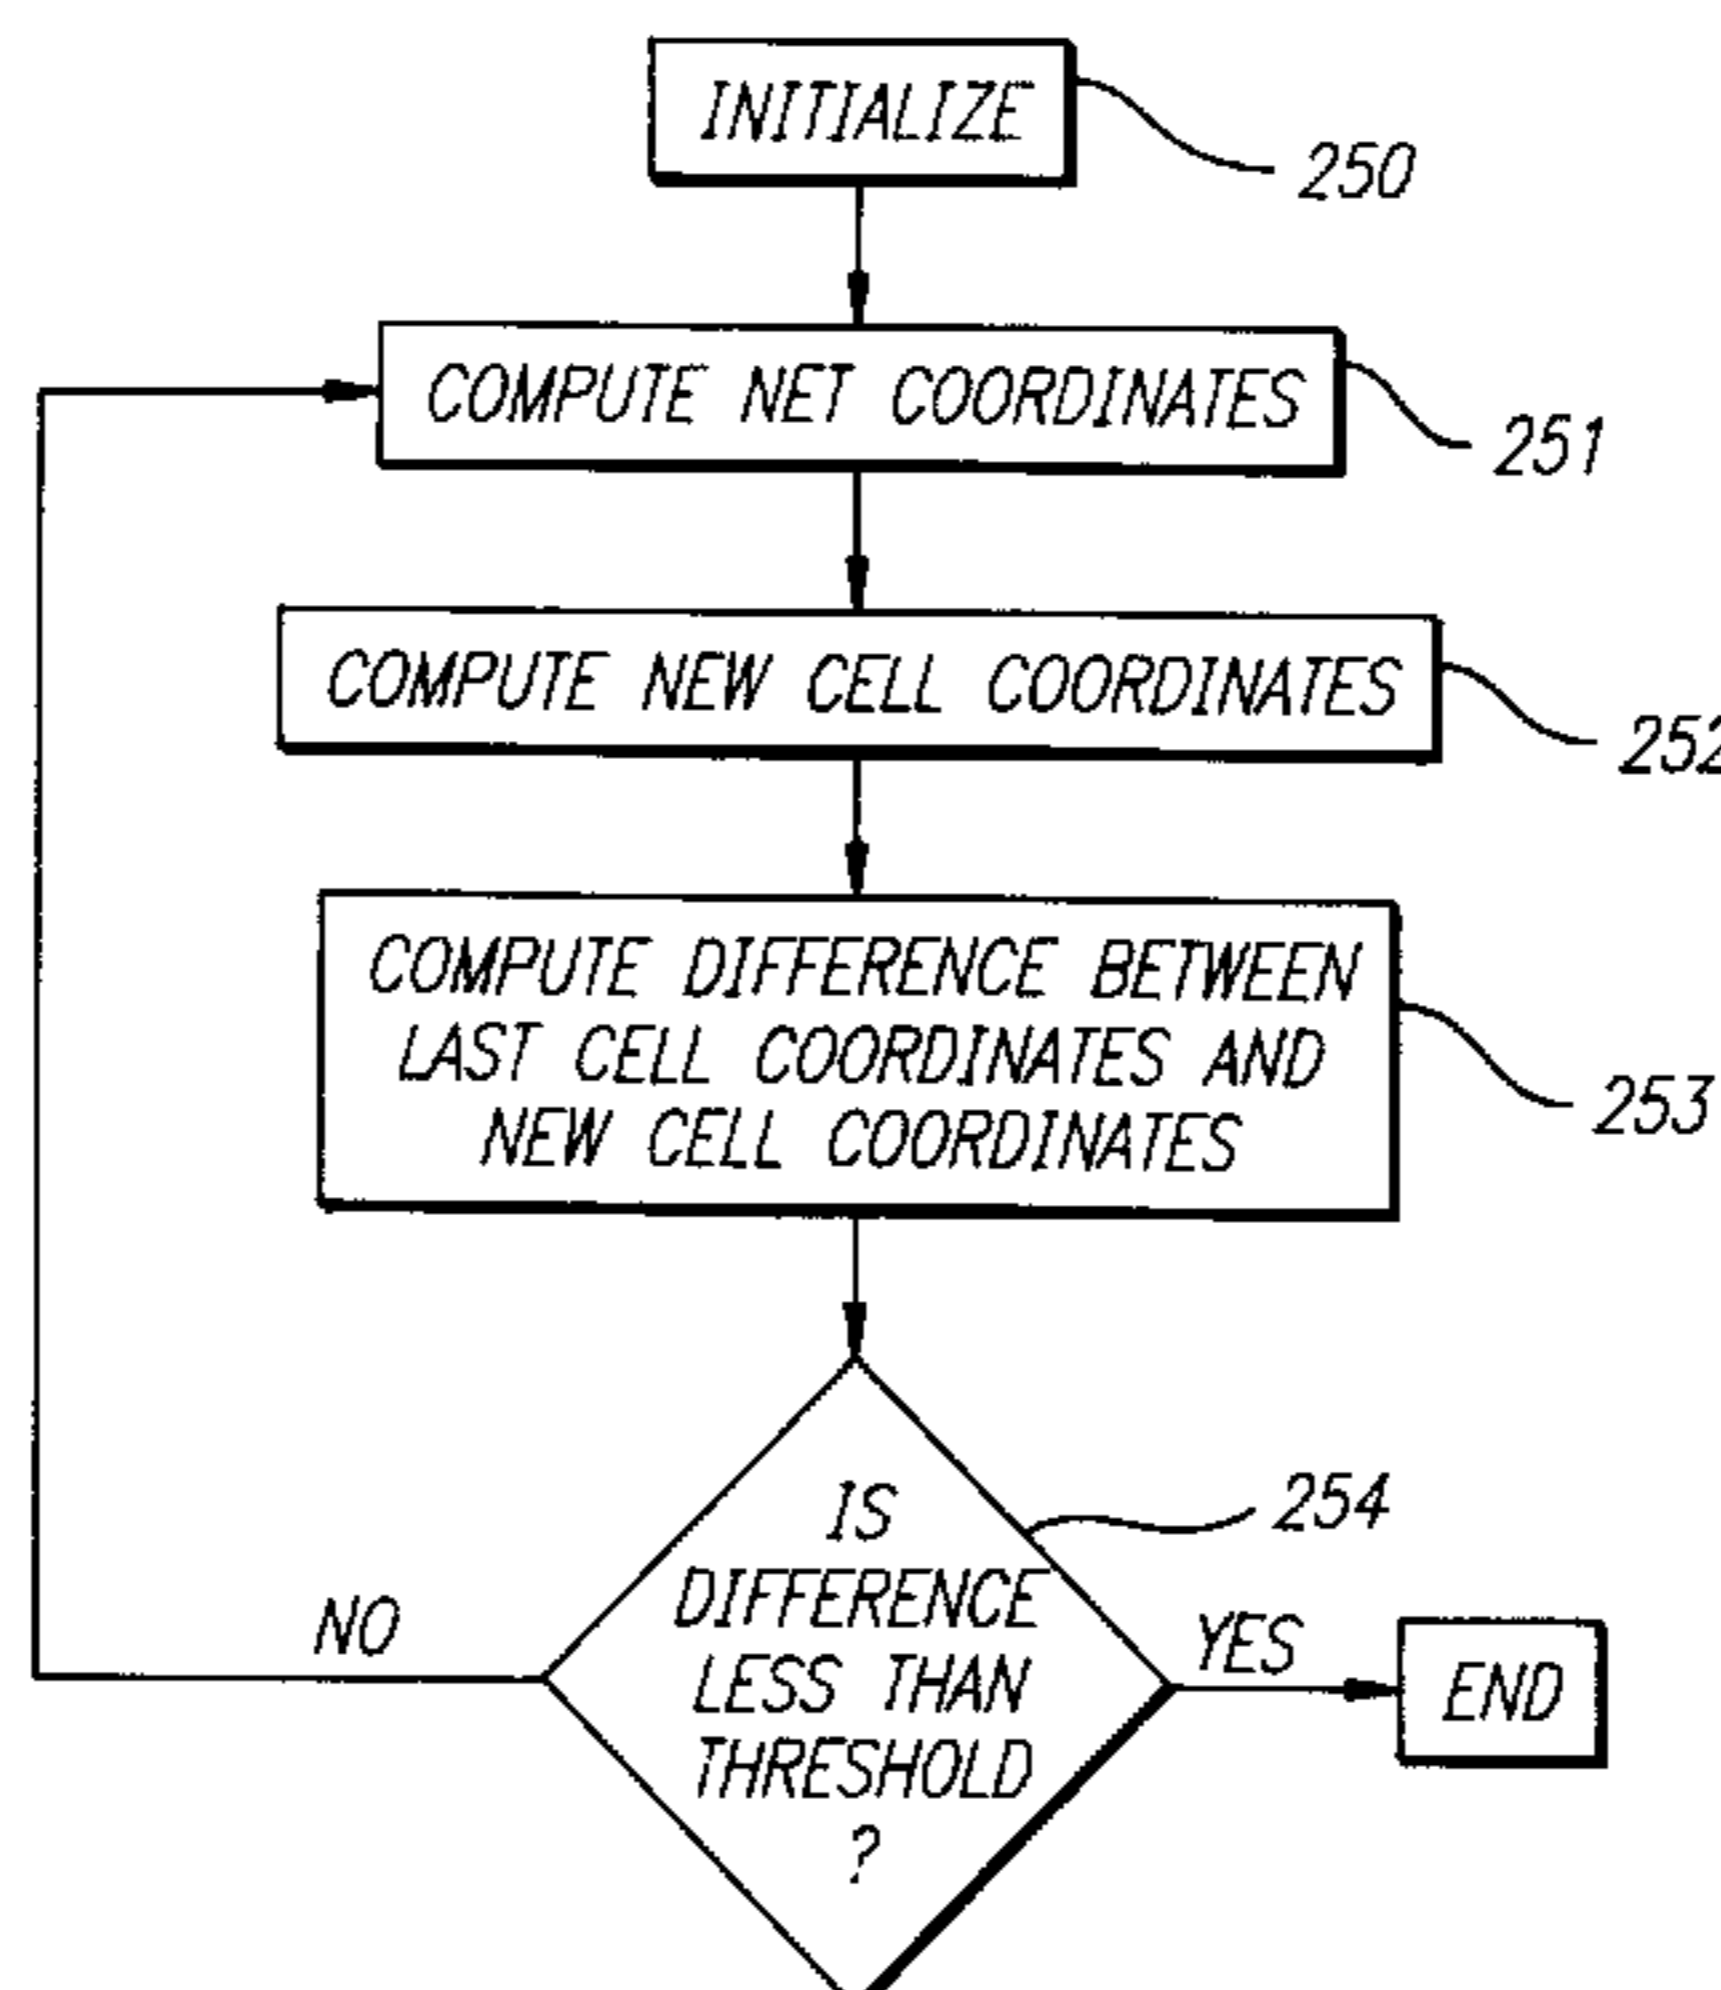 INITIALIZE
250
COMPUTE NET COORDINATES
251
COMPUTE NEW CELL COORDINATES
252
COMPUTE DIFFERENCE BETWEEN
LAST CELL COORDINATES AND
NEW CELL COORDINATES
253
IS
DIFFERENCE
LESS THAN
THRESHOLD
?
254
NO
YES
END